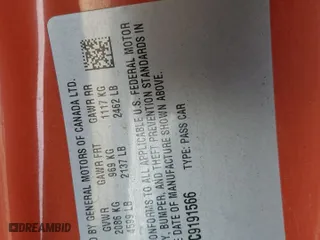 D BY GENERAL MOTORS OF CANADA LTD.
GVWR GAWR FRT GAWR RR
2086 KG 969 KG 1117 KG
4599 LB 2137 LB 2462 LB
ONFORMS TO ALL APPLICABLE U.S. FEDERAL MOTOR
Y, BUMPER, AND THEFT PREVENTION STANDARDS IN
E DATE OF MANUFACTURE SHOWN ABOVE.
C9191566 TYPE: PASS CAR
DREAMBID